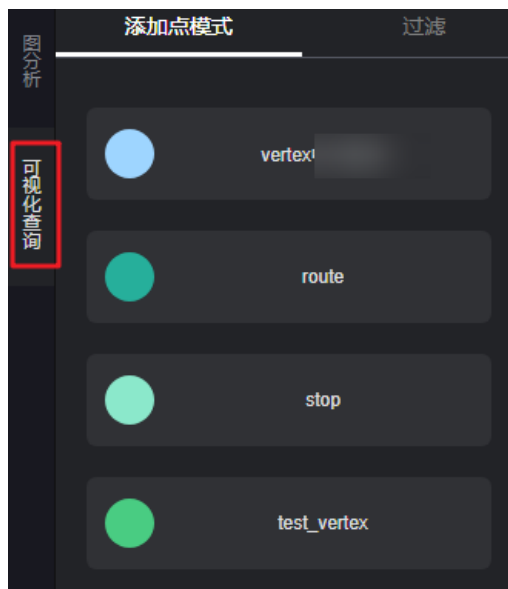 图分析
可视化查询
添加点模式
过滤
vertex
route
stop
test_vertex